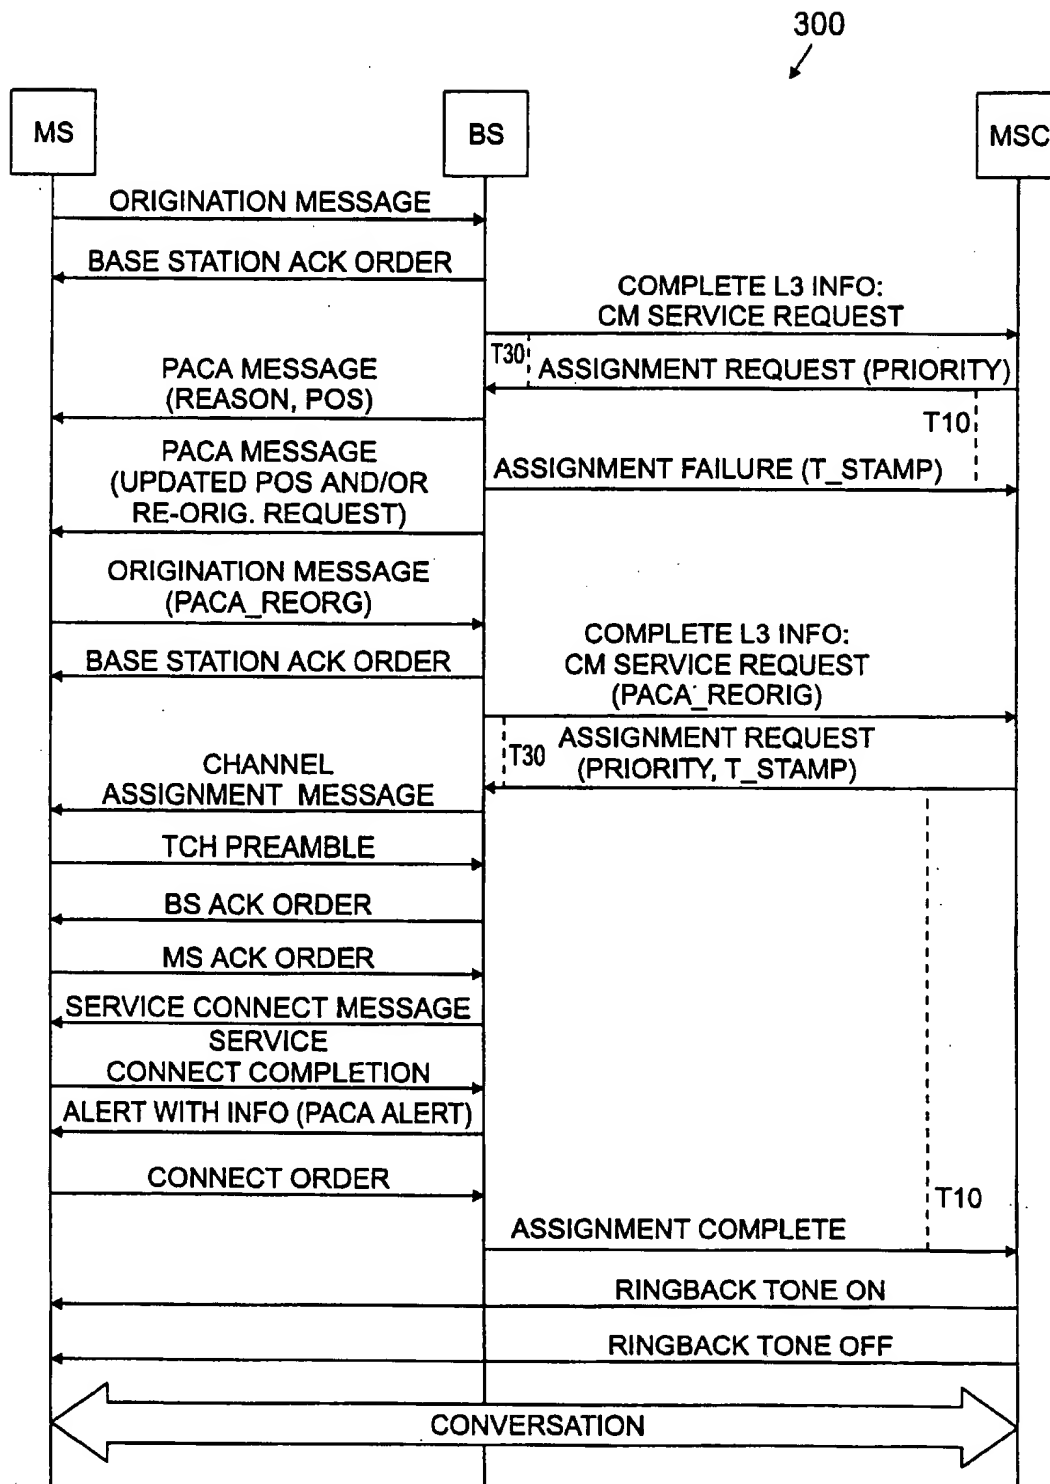 300
MS
BS
MSC
ORIGINATION MESSAGE
BASE STATION ACK ORDER
COMPLETE L3 INFO:
CM SERVICE REQUEST
T30
ASSIGNMENT REQUEST (PRIORITY)
PACA MESSAGE
(REASON, POS)
T10
PACA MESSAGE
(UPDATED POS AND/OR
RE-ORIG. REQUEST)
ASSIGNMENT FAILURE (T_STAMP)
ORIGINATION MESSAGE
(PACA_REORG)
BASE STATION ACK ORDER
COMPLETE L3 INFO:
CM SERVICE REQUEST
(PACA_REORIG)
T30
ASSIGNMENT REQUEST
(PRIORITY, T_STAMP)
CHANNEL
ASSIGNMENT MESSAGE
TCH PREAMBLE
BS ACK ORDER
MS ACK ORDER
SERVICE CONNECT MESSAGE
SERVICE
CONNECT COMPLETION
ALERT WITH INFO (PACA ALERT)
CONNECT ORDER
T10
ASSIGNMENT COMPLETE
RINGBACK TONE ON
RINGBACK TONE OFF
CONVERSATION